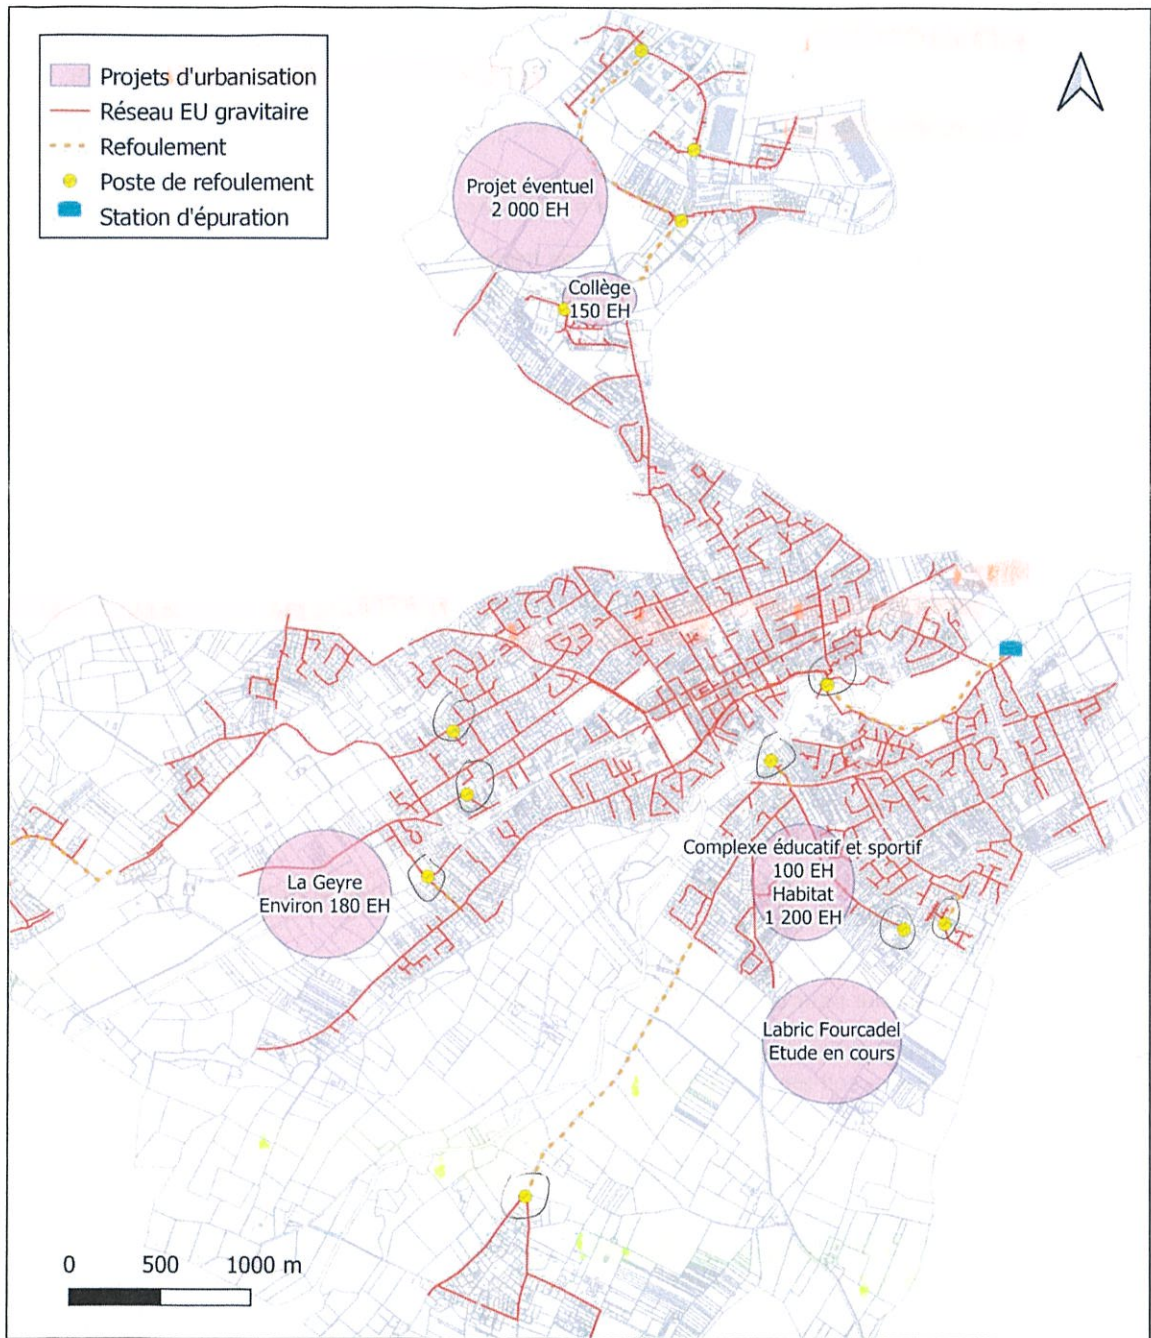 Projets d'urbanisation
Réseau EU gravitaire
Refoulement
Poste de refoulement
Station d'épuration
Projet éventuel
2 000 EH
Collège
150 EH
La Geyre
Environ 180 EH
Complexe éducatif et sportif
100 EH
Habitat
1 200 EH
Labric Fourcadel
Etude en cours
0 500 1000 m